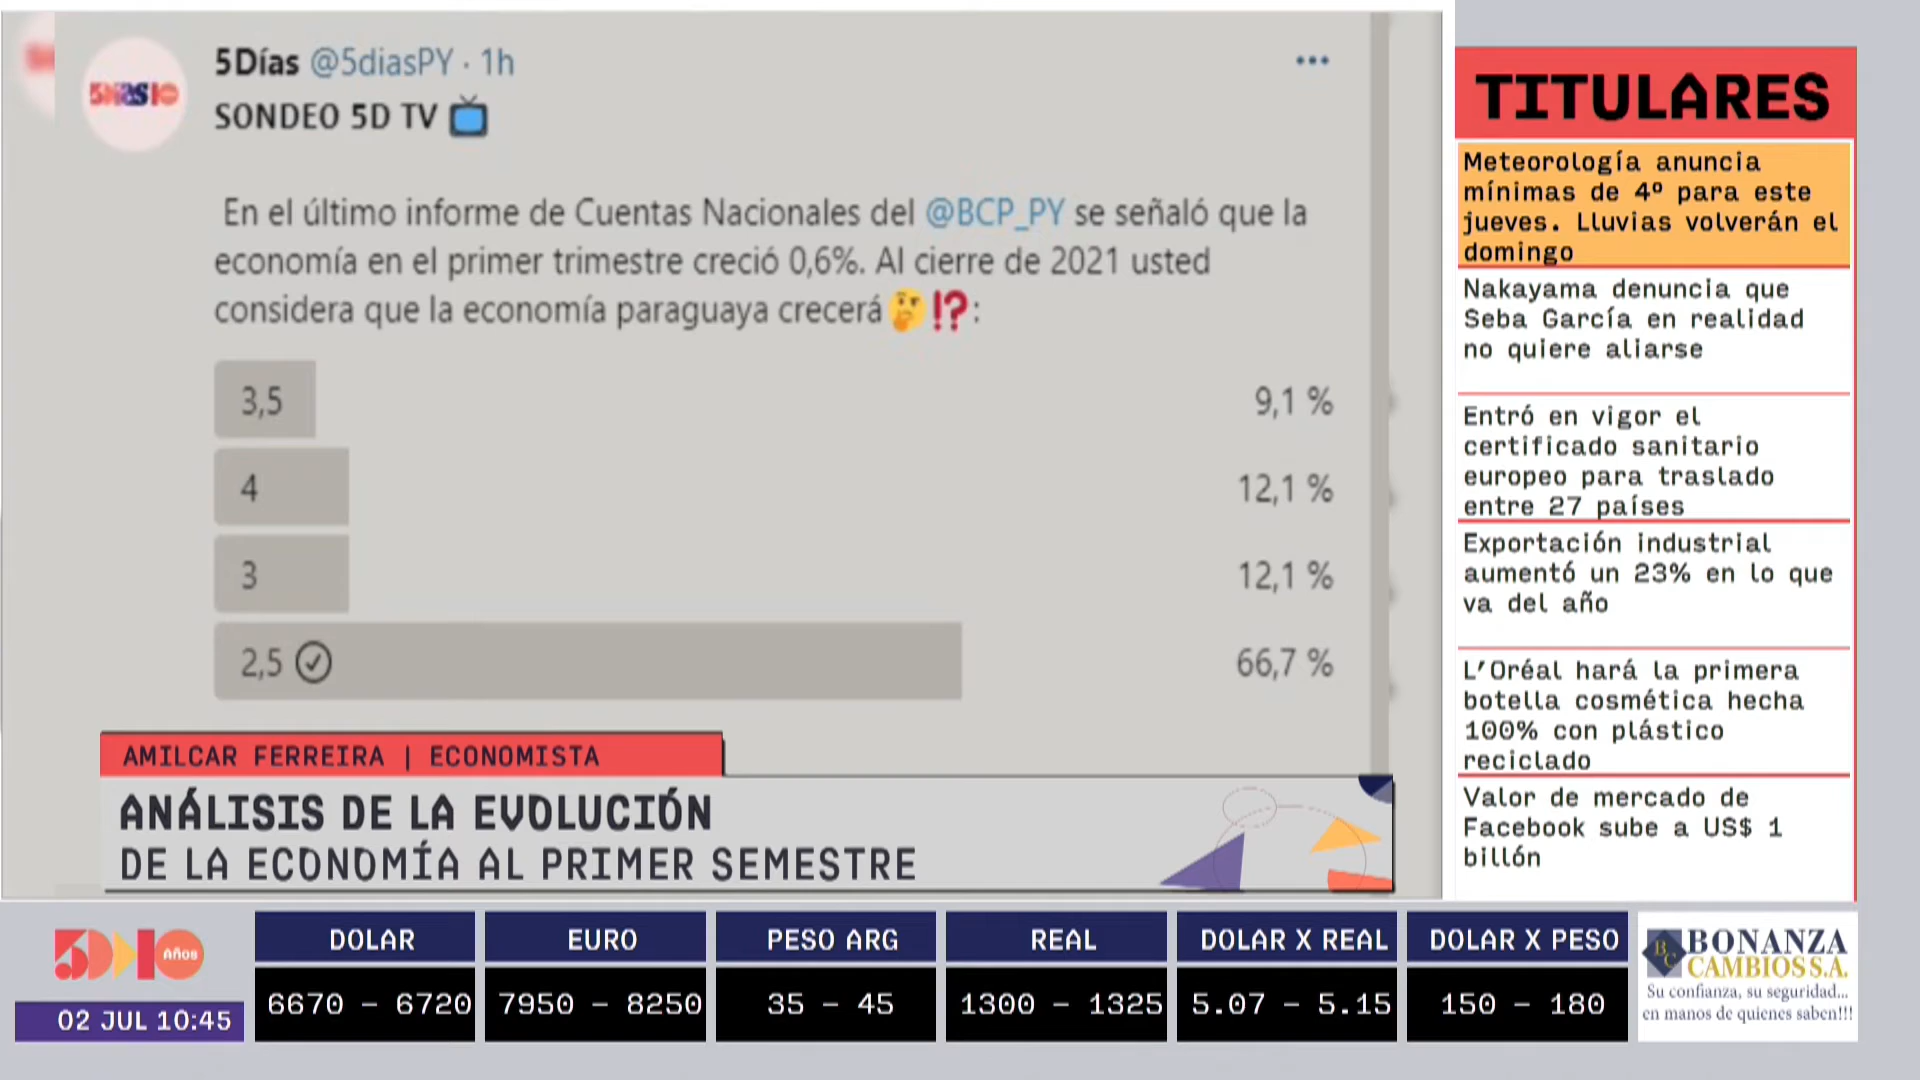 5Días @5diasPY · 1h
SONDEO 5D TV
En el último informe de Cuentas Nacionales del @BCP_PY se señaló que la
economía en el primer trimestre creció 0,6%. Al cierre de 2021 usted
considera que la economía paraguaya crecerá🤔⁉️:
3,5 9,1 %
4 12,1 %
3 12,1 %
2,5 66,7 %
AMILCAR FERREIRA | ECONOMISTA
ANÁLISIS DE LA EVOLUCIÓN
DE LA ECONOMÍA AL PRIMER SEMESTRE
TITULARES
Meteorología anuncia
mínimas de 4º para este
jueves. Lluvias volverán el
domingo
Nakayama denuncia que
Seba García en realidad
no quiere aliarse
Entró en vigor el
certificado sanitario
europeo para traslado
entre 27 países
Exportación industrial
aumentó un 23% en lo que
va del año
L'Oréal hará la primera
botella cosmética hecha
100% con plástico
reciclado
Valor de mercado de
Facebook sube a US$ 1
billón
5D10 Años
02 JUL 10:45
DOLAR
6670 - 6720
EURO
7950 - 8250
PESO ARG
35 - 45
REAL
1300 - 1325
DOLAR X REAL
5.07 - 5.15
DOLAR X PESO
150 - 180
BC
BONANZA
CAMBIOS S.A.
Su confianza, su seguridad...
en manos de quienes saben!!!